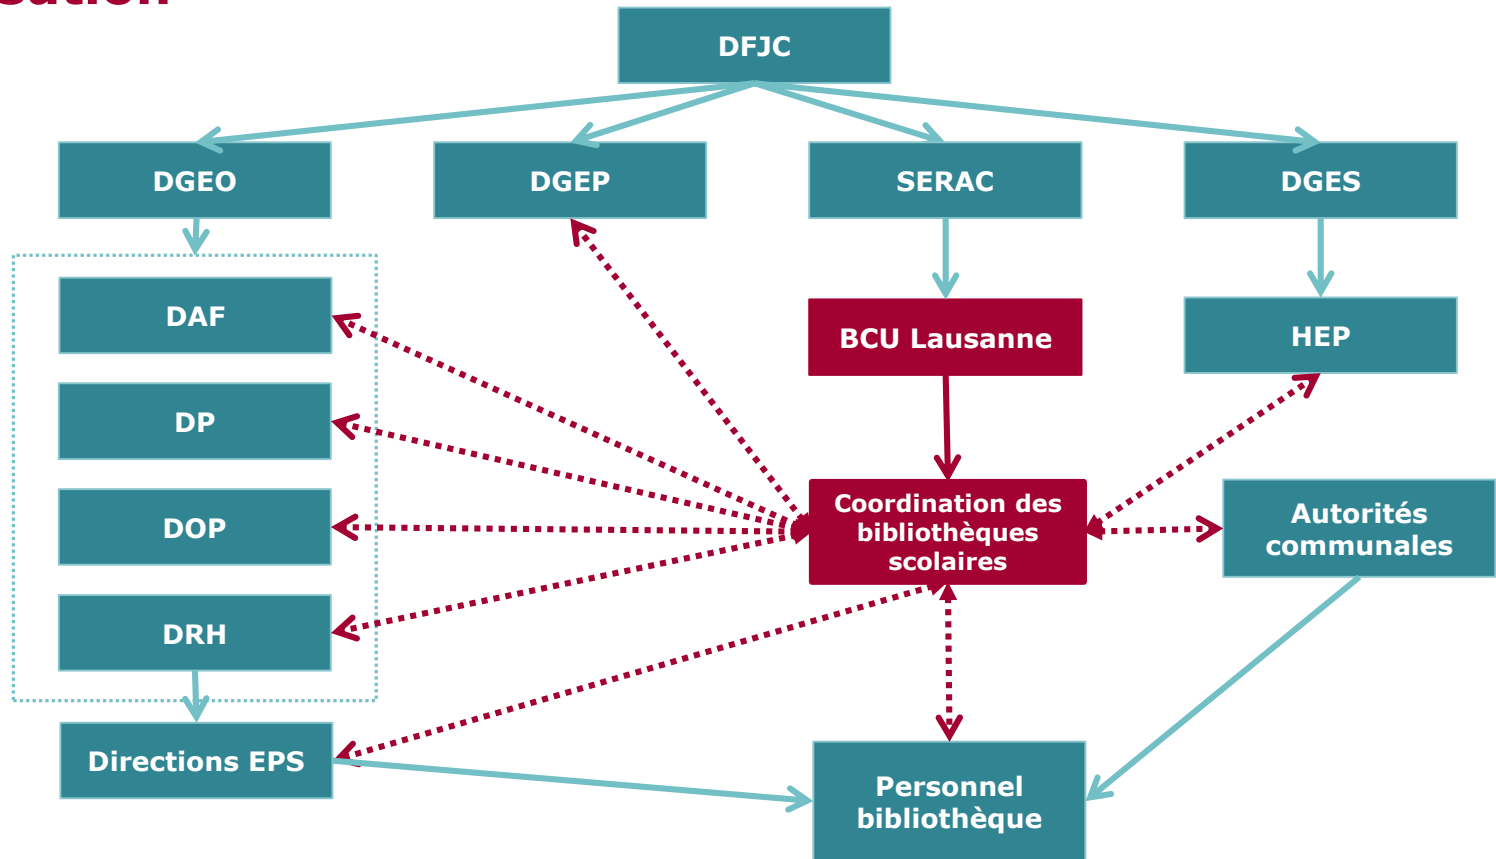 DFJC
DGEO
DGEP
SERAC
DGES
DAF
BCU Lausanne
HEP
DP
DOP
Coordination des
bibliothèques
scolaires
Autorités
communales
DRH
Directions EPS
Personnel
bibliothèque